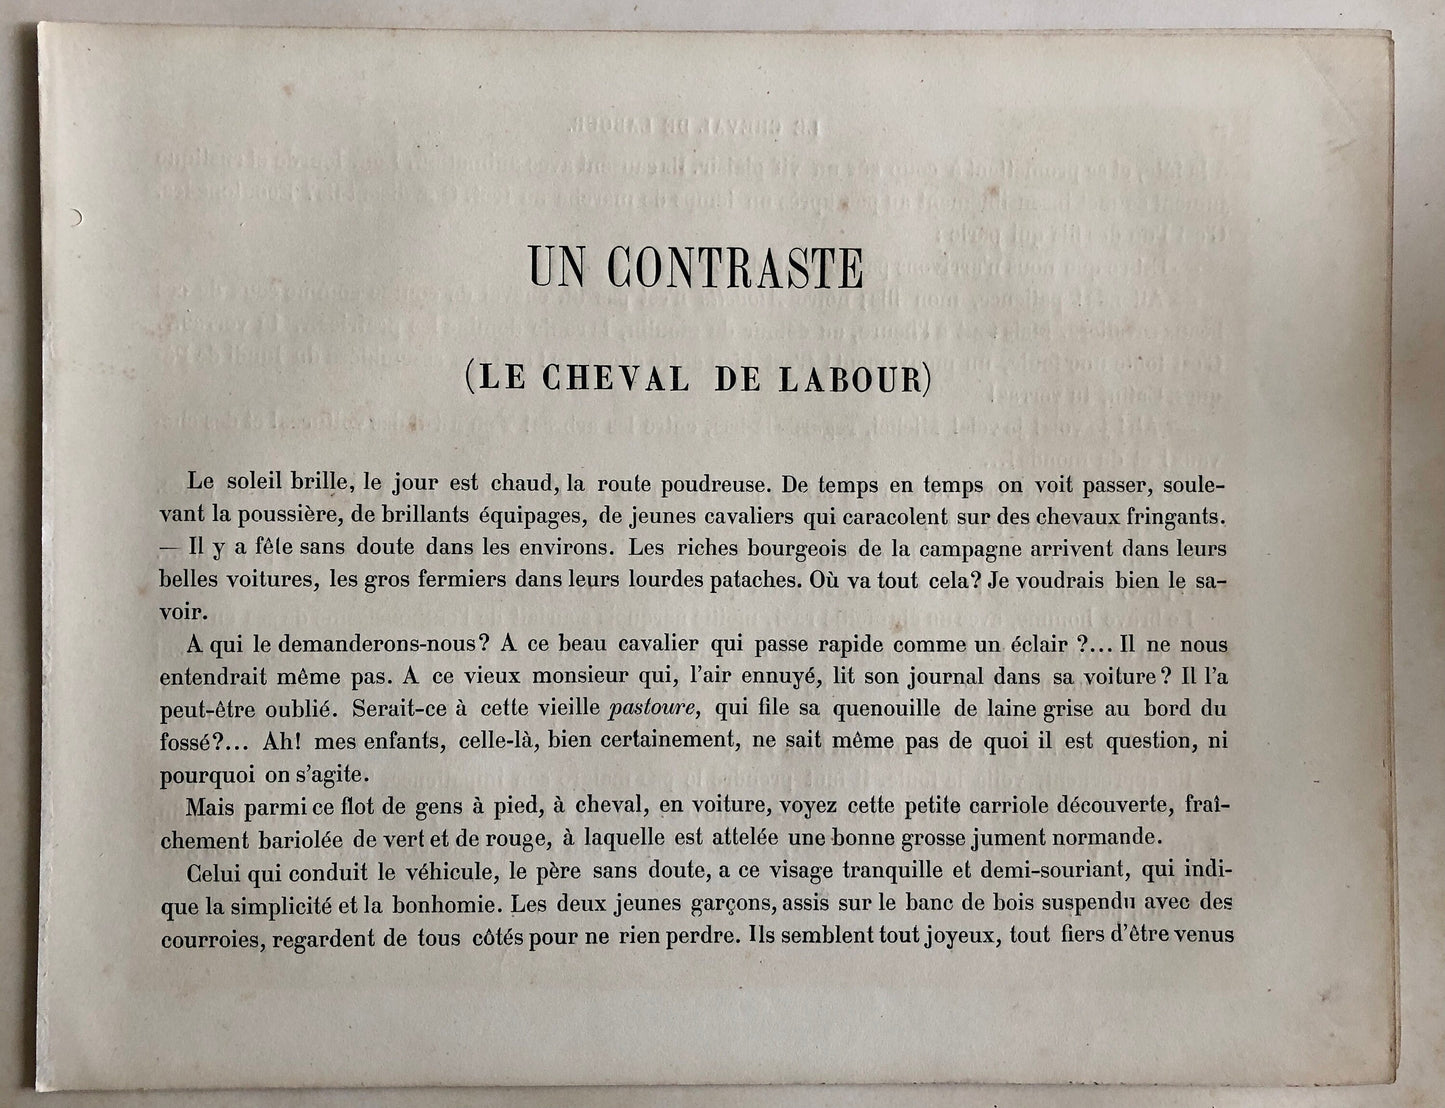 UN CONTRASTE
(LE CHEVAL DE LABOUR)
Le soleil brille, le jour est chaud, la route poudreuse. De temps en temps on voit passer, soule-
vant la poussière, de brillants équipages, de jeunes cavaliers qui caracolent sur des chevaux fringants.
— Il y a fête sans doute dans les environs. Les riches bourgeois de la campagne arrivent dans leurs
belles voitures, les gros fermiers dans leurs lourdes pataches. Où va tout cela? Je voudrais bien le sa-
voir.
A qui le demanderons-nous? A ce beau cavalier qui passe rapide comme un éclair ?... Il ne nous
entendrait même pas. A ce vieux monsieur qui, l'air ennuyé, lit son journal dans sa voiture? Il l'a
peut-être oublié. Serait-ce à cette vieille pastoure, qui file sa quenouille de laine grise au bord du
fossé?... Ah! mes enfants, celle-là, bien certainement, ne sait même pas de quoi il est question, ni
pourquoi on s'agite.
Mais parmi ce flot de gens à pied, à cheval, en voiture, voyez cette petite carriole découverte, fraî-
chement bariolée de vert et de rouge, à laquelle est attelée une bonne grosse jument normande.
Celui qui conduit le véhicule, le père sans doute, a ce visage tranquille et demi-souriant, qui indi-
que la simplicité et la bonhomie. Les deux jeunes garçons, assis sur le banc de bois suspendu avec des
courroies, regardent de tous côtés pour ne rien perdre. Ils semblent tout joyeux, tout fiers d'être venus